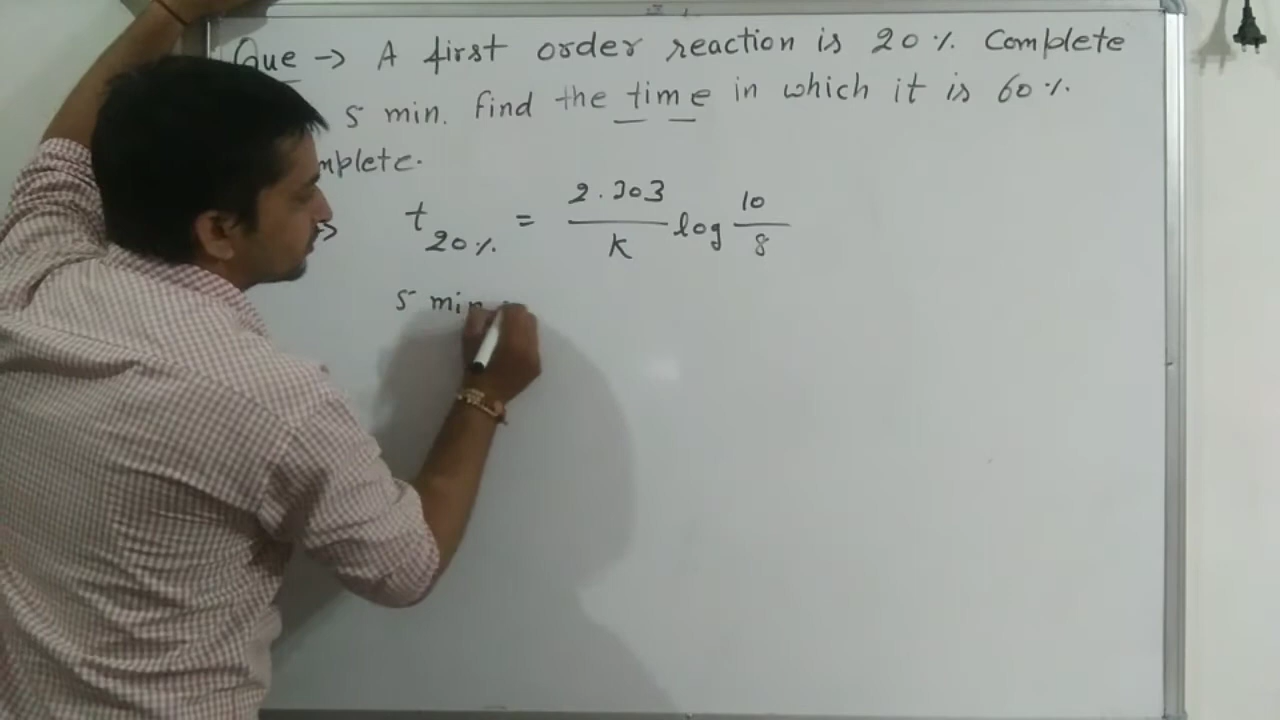 Que → A first order reaction is 20%. Complete
5 min. find the time in which it is 60%.
mplete.
→ t 20% = 2.303 / K log 10 / 8
5 min